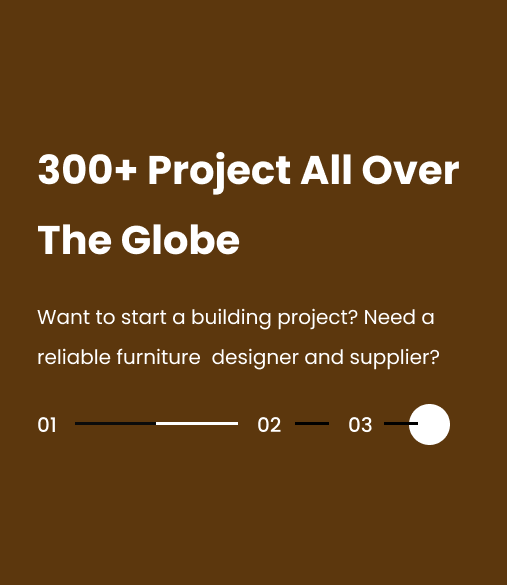 300+ Project All Over
The Globe
Want to start a building project? Need a
reliable furniture  designer and supplier?
01 02 03